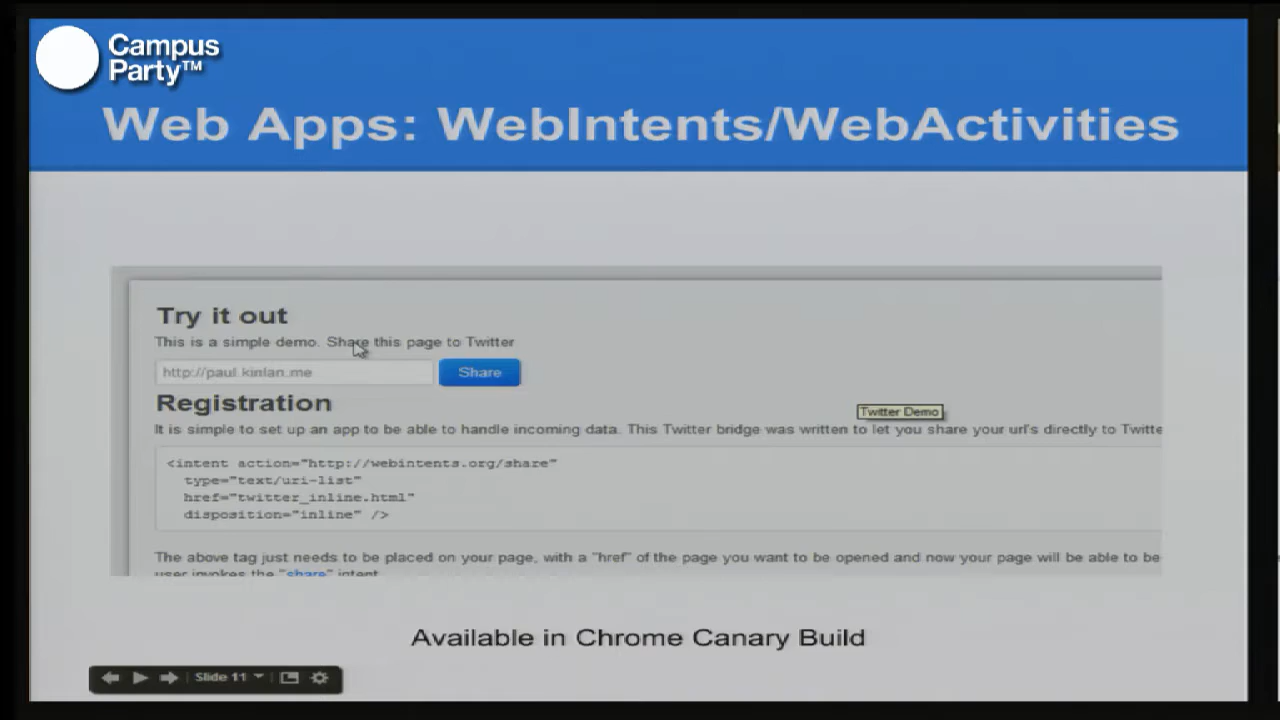 Campus
Party™
Web Apps: WebIntents/WebActivities
Try it out
This is a simple demo. Share this page to Twitter
http://paul.kinlan.me
Share
Registration
Twitter Demo
It is simple to set up an app to be able to handle incoming data. This Twitter bridge was written to let you share your url's directly to Twitte
<intent action="http://webintents.org/share"
type="text/uri-list"
href="twitter_inline.html"
disposition="inline" />
The above tag just needs to be placed on your page, with a "href" of the page you want to be opened and now your page will be able to be
user invokes the "share" intent
Available in Chrome Canary Build
Slide 11